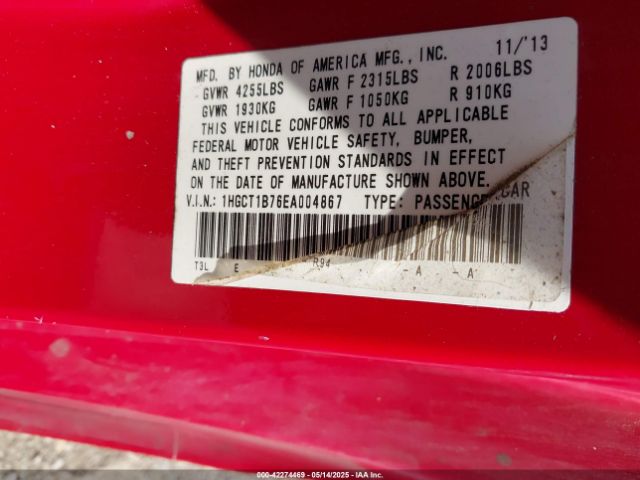 11/'13
MFD. BY HONDA OF AMERICA MFG., INC.
GVWR 4255LBS GAWR F 2315LBS R 2006LBS
GVWR 1930KG GAWR F 1050KG R 910KG
THIS VEHICLE CONFORMS TO ALL APPLICABLE
FEDERAL MOTOR VEHICLE SAFETY, BUMPER,
AND THEFT PREVENTION STANDARDS IN EFFECT
ON THE DATE OF MANUFACTURE SHOWN ABOVE.
V.I.N.: 1HGCT1B76EA004867 TYPE: PASSENGER CAR
T3L E R94 - A - A
000-42274469 - 05/14/2025 - IAA Inc.